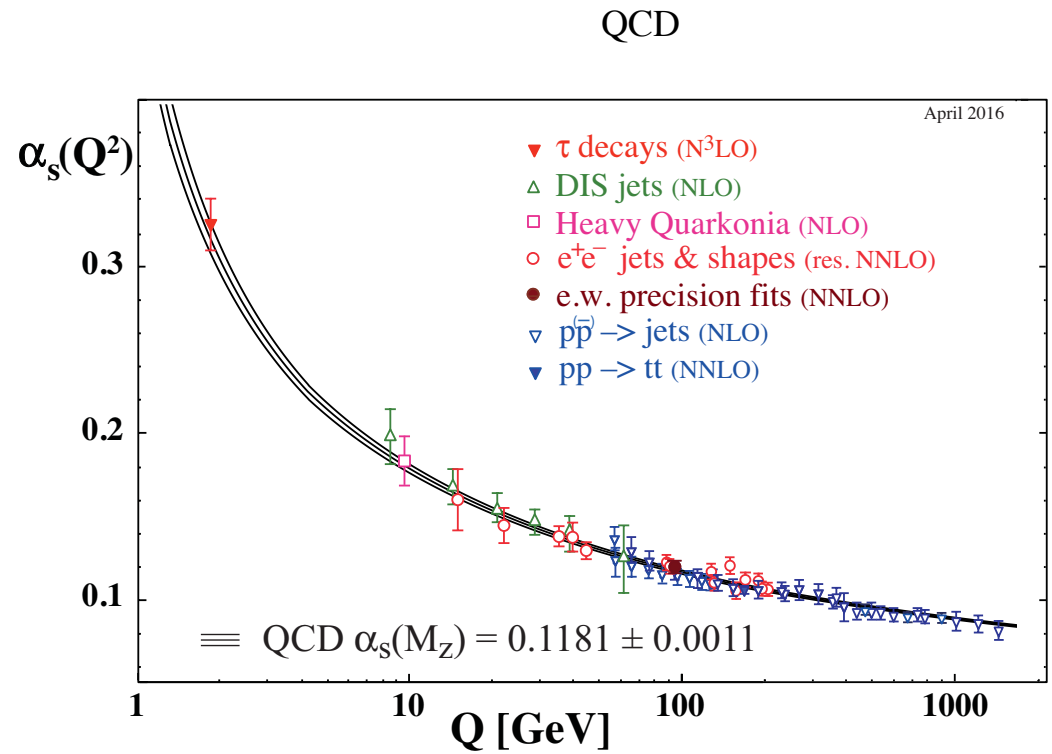 QCD
April 2016
αs(Q²)
τ decays (N³LO)
DIS jets (NLO)
Heavy Quarkonia (NLO)
e⁺e⁻ jets & shapes (res. NNLO)
e.w. precision fits (NNLO)
pp(–) –> jets (NLO)
pp –> tt (NNLO)
0.3
0.2
0.1
QCD αs(Mz) = 0.1181 ± 0.0011
1 10 100 1000
Q [GeV]